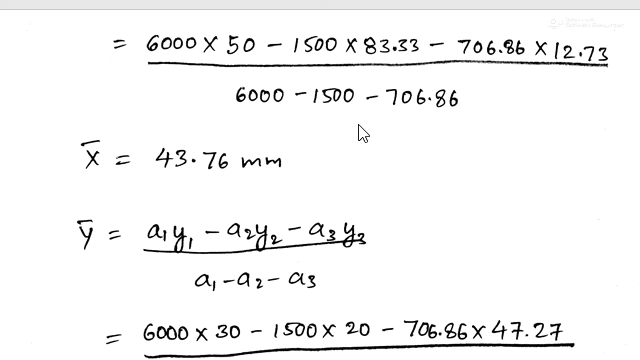 = 6000 × 50 - 1500 × 83.33 - 706.86 × 12.73
6000 - 1500 - 706.86
X̅ = 43.76 mm
y̅ = a₁y₁ - a₂y₂ - a₃y₃
a₁ - a₂ - a₃
= 6000 × 30 - 1500 × 20 - 706.86 × 47.27